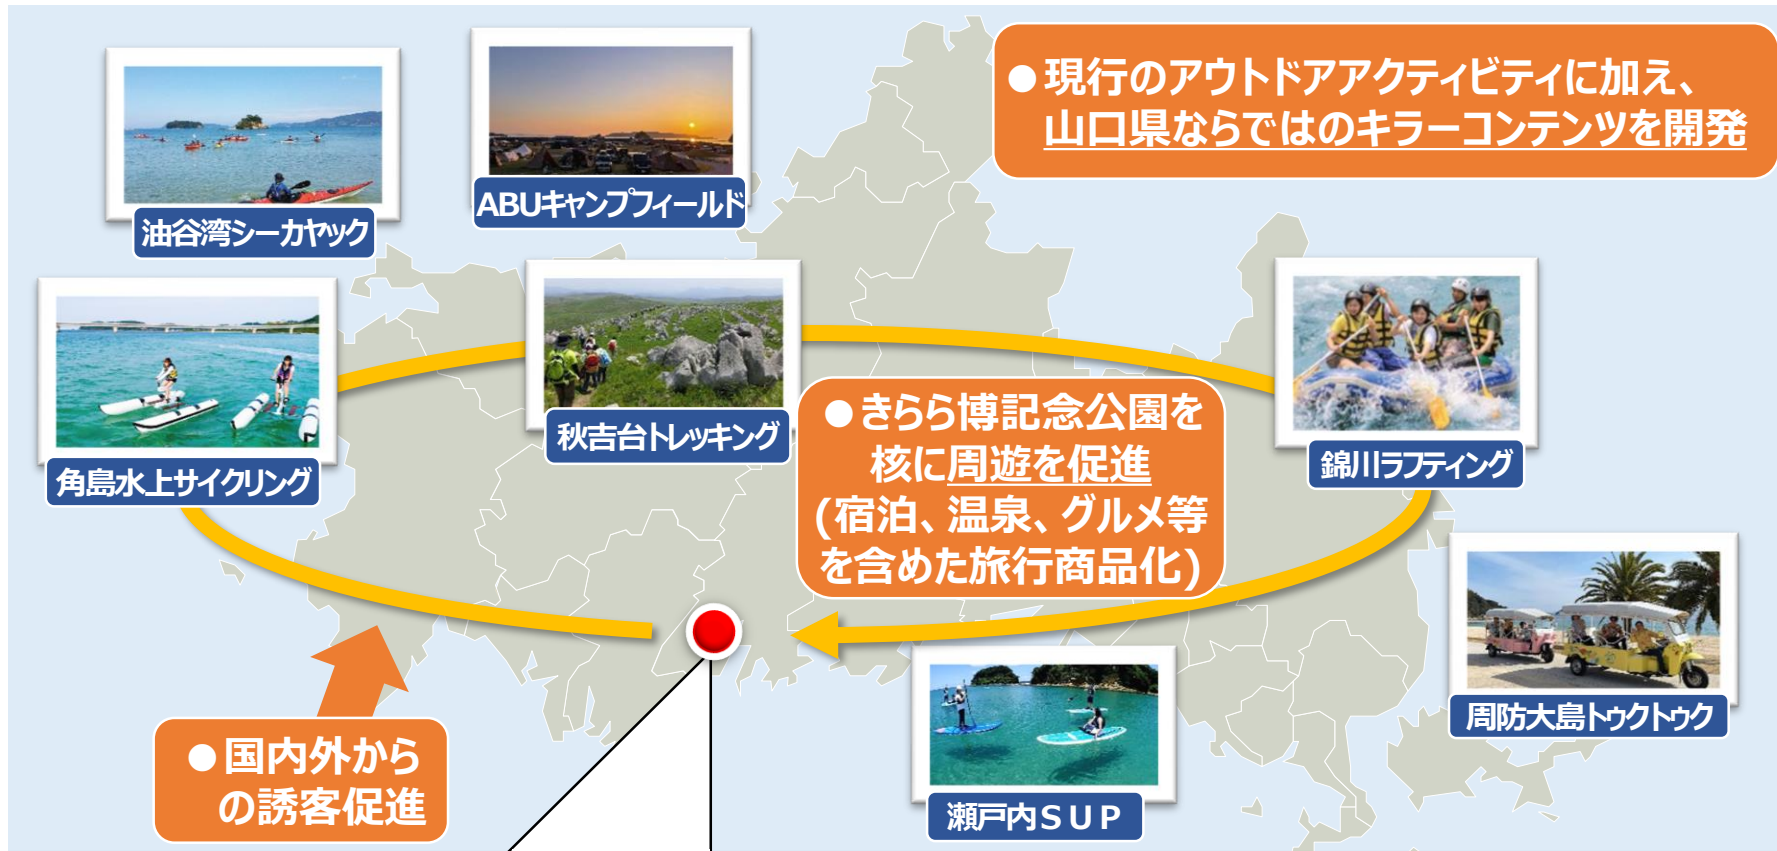 ●現行のアウトドアアクティビティに加え、
山口県ならではのキラーコンテンツを開発
油谷湾シーカヤック
ABUキャンプフィールド
角島水上サイクリング
秋吉台トレッキング
●きらら博記念公園を
核に周遊を促進
(宿泊、温泉、グルメ等
を含めた旅行商品化)
錦川ラフティング
周防大島トゥクトゥク
瀬戸内ＳＵＰ
●国内外から
の誘客促進